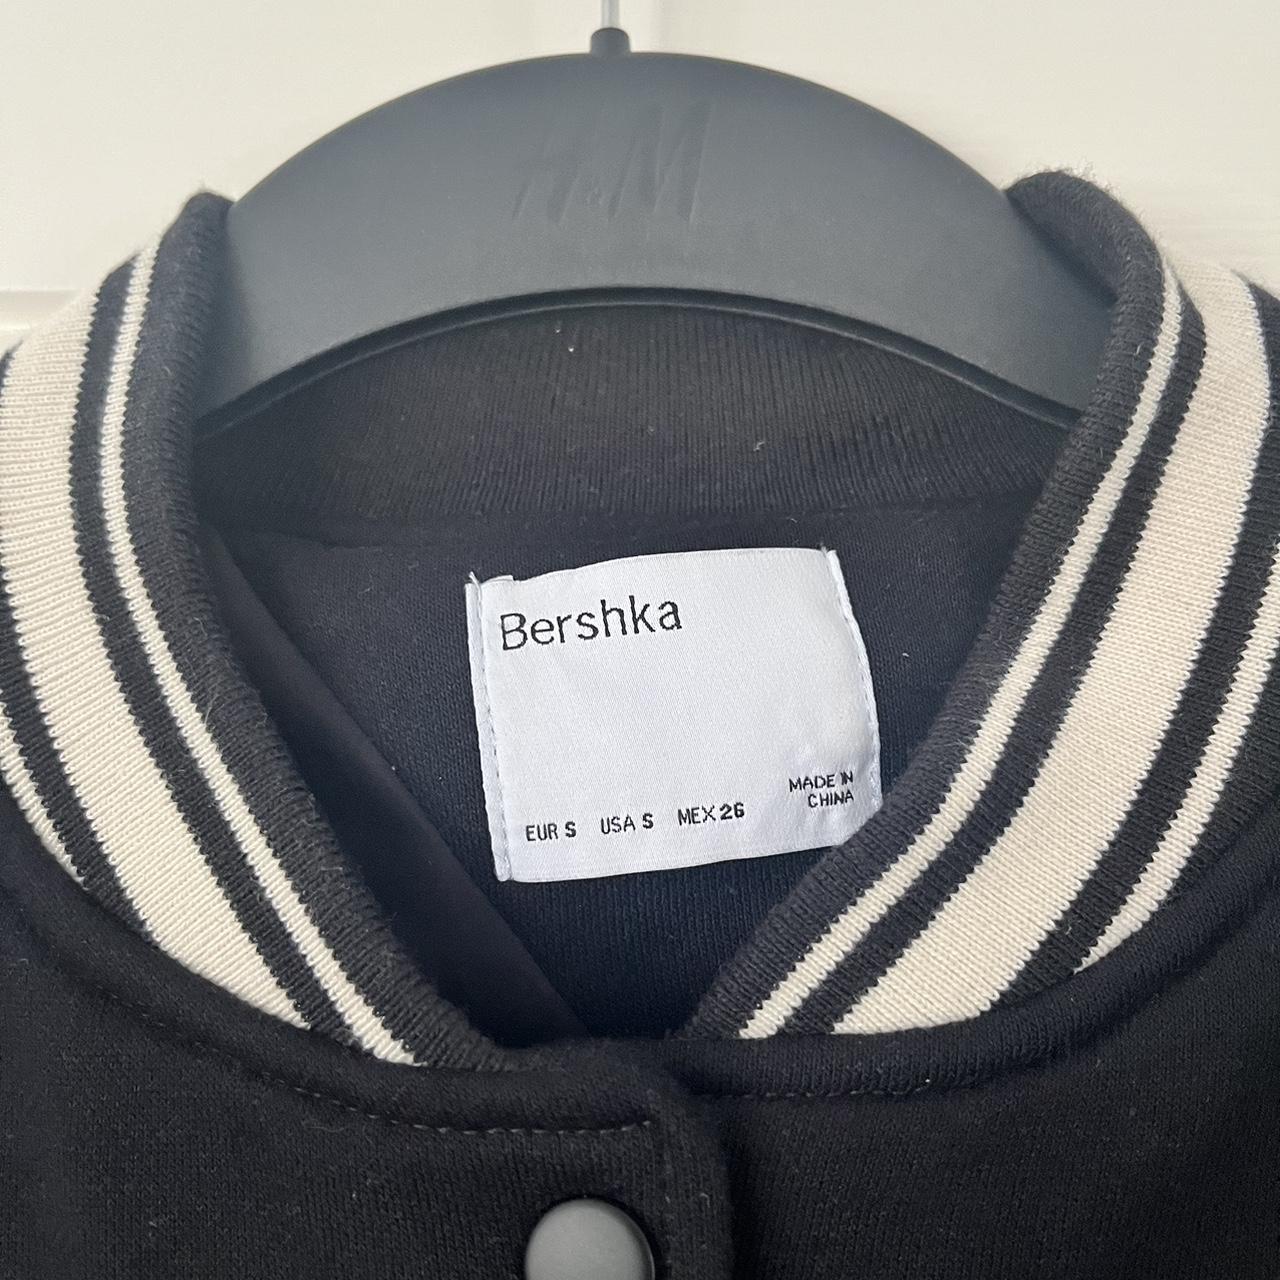 H&M
Bershka
MADE IN
CHINA
EUR S USA S MEX 26